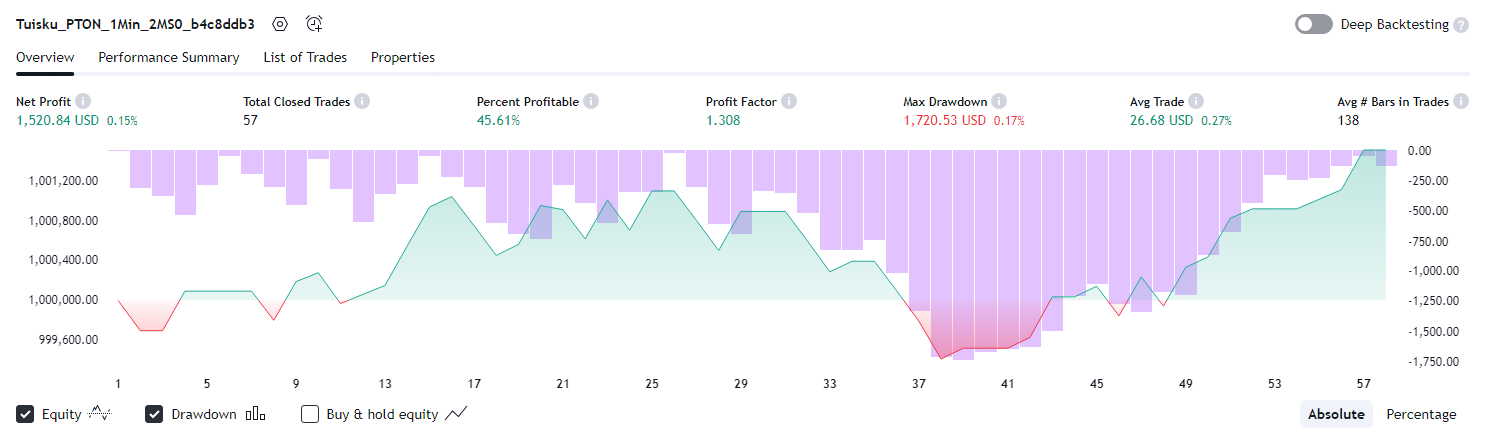 Tuisku_PTON_1Min_2MS0_b4c8ddb3 Deep Backtesting ?
Overview Performance Summary List of Trades Properties
Net Profit i Total Closed Trades i Percent Profitable i Profit Factor i Max Drawdown i Avg Trade i Avg # Bars in Trades i
1,520.84 USD 0.15% 57 45.61% 1.308 1,720.53 USD 0.17% 26.68 USD 0.27% 138
0.00
1,001,200.00 -250.00
1,000,800.00 -500.00
-750.00
1,000,400.00 -1,000.00
1,000,000.00 -1,250.00
999,600.00 -1,500.00
-1,750.00
1 5 9 13 17 21 25 29 33 37 41 45 49 53 57
Equity Drawdown Buy & hold equity Absolute Percentage